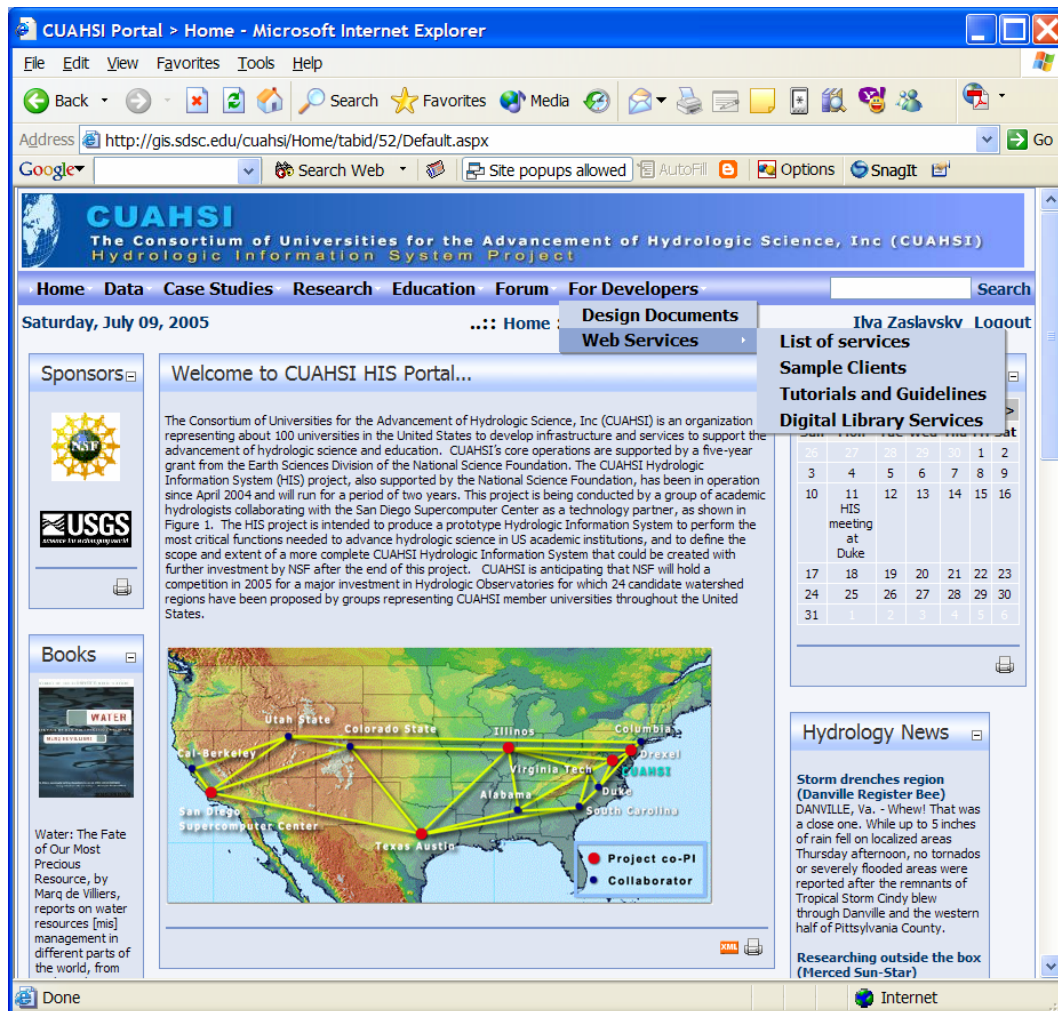 CUAHSI Portal > Home - Microsoft Internet Explorer
File Edit View Favorites Tools Help
Back Search Favorites Media
Address http://gis.sdsc.edu/cuahsi/Home/tabid/52/Default.aspx Go
Google Search Web Site popups allowed AutoFill Options SnagIt
CUAHSI
The Consortium of Universities for the Advancement of Hydrologic Science, Inc (CUAHSI)
Hydrologic Information System Project
Home Data Case Studies Research Education Forum For Developers Search
Saturday, July 09, 2005 ..:: Home : Ilya Zaslavsky Logout
Design Documents
Web Services
List of services
Sample Clients
Tutorials and Guidelines
Digital Library Services
Sponsors
NSF
USGS
science for a changing world
Books
WATER
MARQ DE VILLIERS
Water: The Fate
of Our Most
Precious
Resource, by
Marq de Villiers,
reports on water
resources [mis]
management in
different parts of
the world, from
Welcome to CUAHSI HIS Portal...
The Consortium of Universities for the Advancement of Hydrologic Science, Inc (CUAHSI) is an organization
representing about 100 universities in the United States to develop infrastructure and services to support the
advancement of hydrologic science and education. CUAHSI's core operations are supported by a five-year
grant from the Earth Sciences Division of the National Science Foundation. The CUAHSI Hydrologic
Information System (HIS) project, also supported by the National Science Foundation, has been in operation
since April 2004 and will run for a period of two years. This project is being conducted by a group of academic
hydrologists collaborating with the San Diego Supercomputer Center as a technology partner, as shown in
Figure 1. The HIS project is intended to produce a prototype Hydrologic Information System to perform the
most critical functions needed to advance hydrologic science in US academic institutions, and to define the
scope and extent of a more complete CUAHSI Hydrologic Information System that could be created with
further investment by NSF after the end of this project. CUAHSI is anticipating that NSF will hold a
competition in 2005 for a major investment in Hydrologic Observatories for which 24 candidate watershed
regions have been proposed by groups representing CUAHSI member universities throughout the United
States.
Utah State
Colorado State
Illinos
Columbia
Cal-Berkeley
Drexel
Virginia Tech
CUAHSI
Alabama
Duke
San Diego
Supercomputer Center
South Carolina
Texas Austin
Project co-PI
Collaborator
XML
>
Sun Mon Tue Wed Thu Fri Sat
26 27 28 29 30 1 2
3 4 5 6 7 8 9
10 11 12 13 14 15 16
HIS
meeting
at
Duke
17 18 19 20 21 22 23
24 25 26 27 28 29 30
31 1 2 3 4 5 6
Hydrology News
Storm drenches region
(Danville Register Bee)
DANVILLE, Va. - Whew! That was
a close one. While up to 5 inches
of rain fell on localized areas
Thursday afternoon, no tornados
or severely flooded areas were
reported after the remnants of
Tropical Storm Cindy blew
through Danville and the western
half of Pittsylvania County.
Researching outside the box
(Merced Sun-Star)
Done Internet